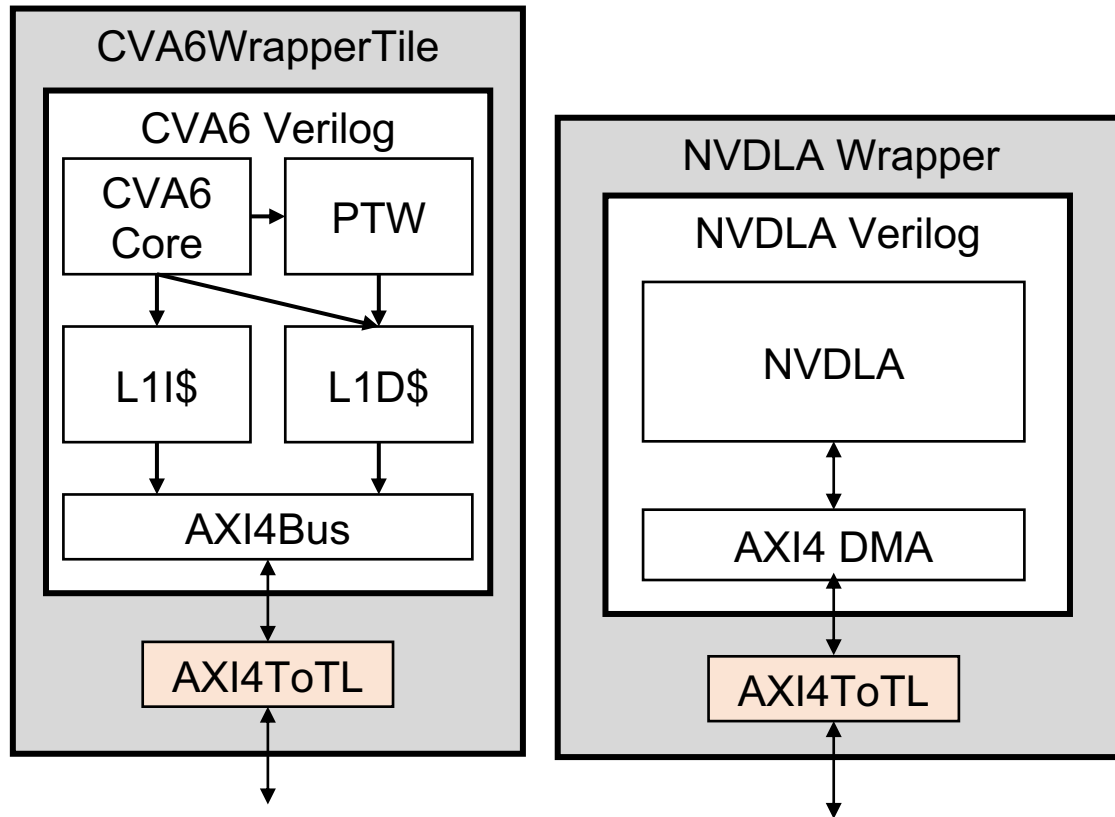 CVA6WrapperTile
CVA6 Verilog
CVA6
Core
PTW
L1I$
L1D$
AXI4Bus
AXI4ToTL
NVDLA Wrapper
NVDLA Verilog
NVDLA
AXI4 DMA
AXI4ToTL